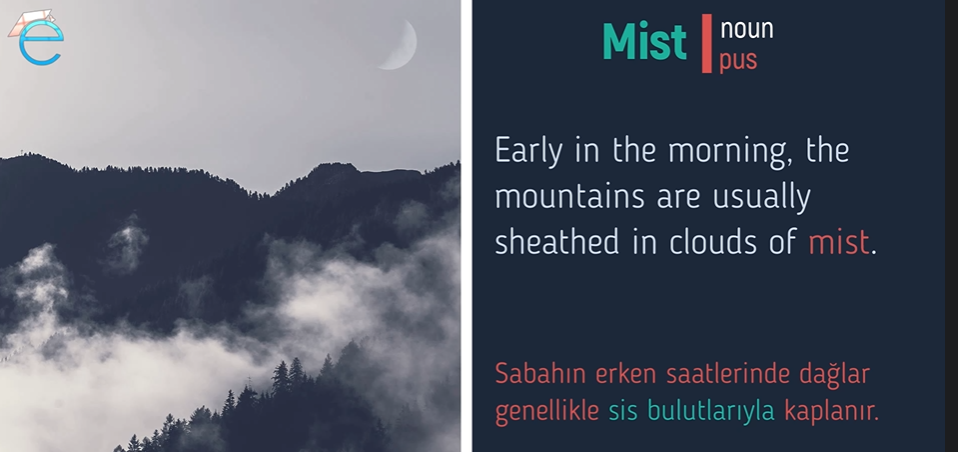 e
Mist
noun
pus
Early in the morning, the
mountains are usually
sheathed in clouds of mist.
Sabahın erken saatlerinde dağlar
genellikle sis bulutlarıyla kaplanır.